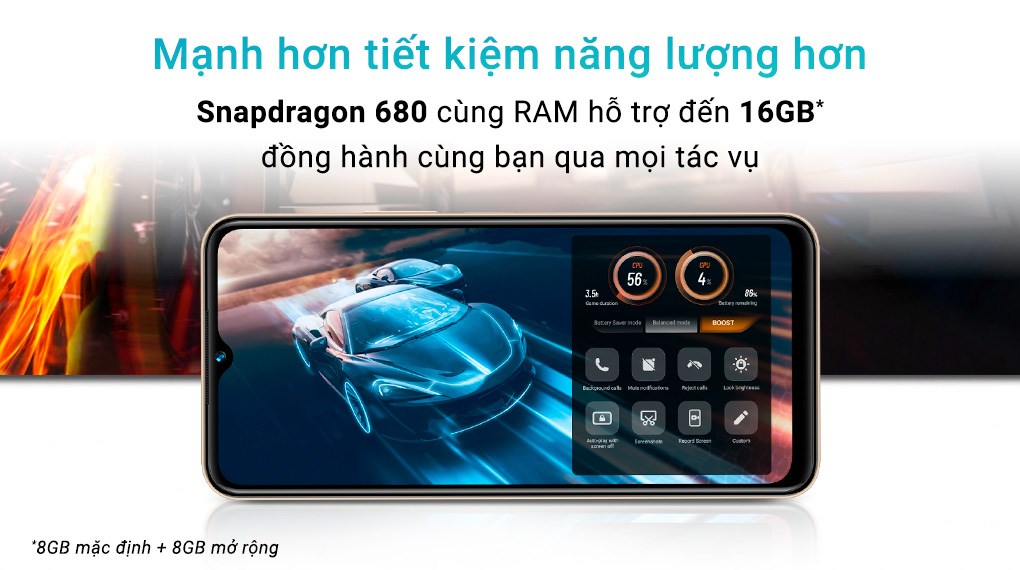 Mạnh hơn tiết kiệm năng lượng hơn
Snapdragon 680 cùng RAM hỗ trợ đến 16GB*
đồng hành cùng bạn qua mọi tác vụ
CPU
56%
GPU
4%
3.5h
Game duration
86%
Battery remaining
Battery Saver mode
Balanced mode
BOOST
Background calls
Mute notifications
Reject calls
Lock brightness
Auto-play with
screen off
Screenshots
Record Screen
Custom
*8GB mặc định + 8GB mở rộng